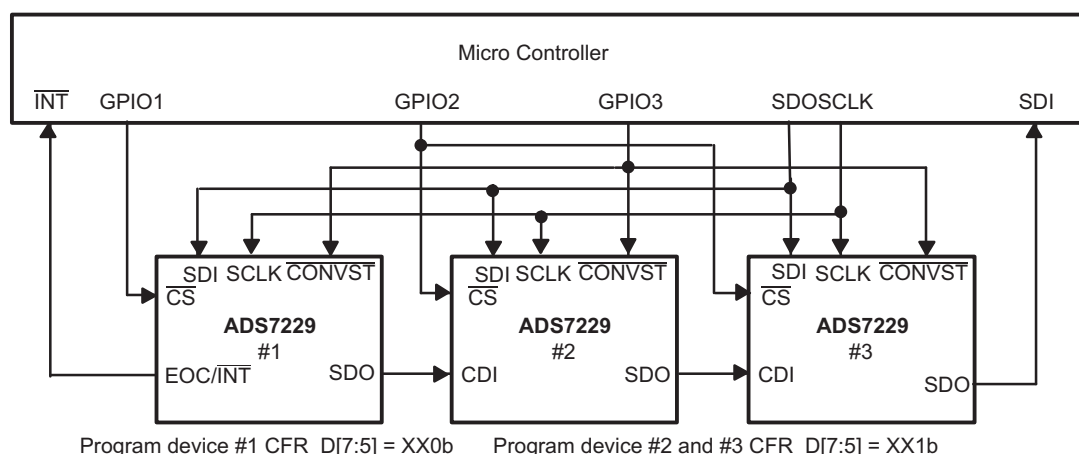 Micro Controller
INT GPIO1 GPIO2 GPIO3 SDOSCLK SDI
SDI SCLK CONVST
CS
ADS7229
#1
EOC/INT SDO
SDI SCLK CONVST
CS
ADS7229
#2
CDI SDO
SDI SCLK CONVST
CS
ADS7229
#3
CDI SDO
Program device #1 CFR_D[7:5] = XX0b Program device #2 and #3 CFR_D[7:5] = XX1b